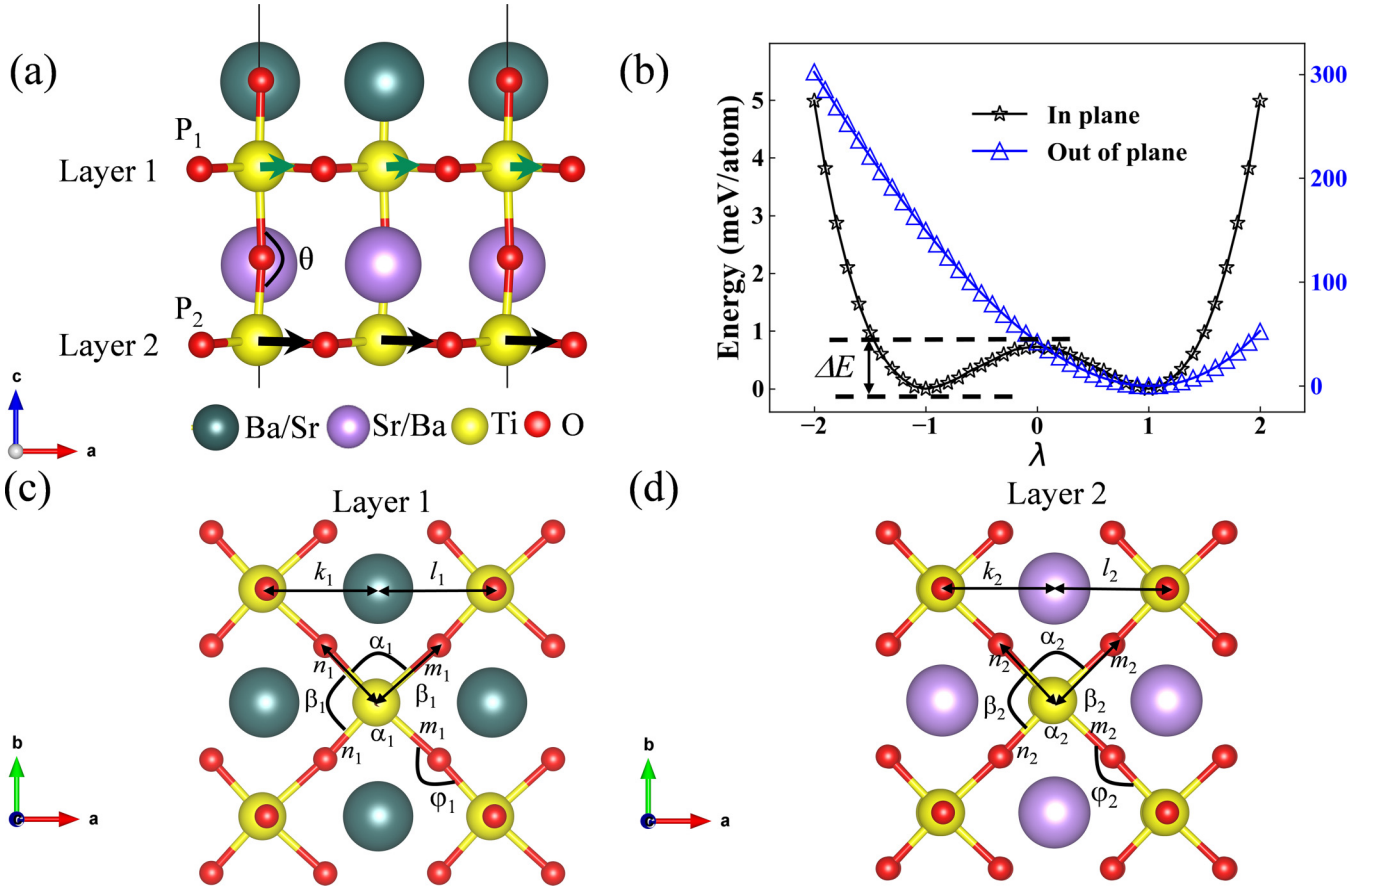 (a)
P₁
Layer 1
θ
P₂
Layer 2
c
a
Ba/Sr Sr/Ba Ti O
(b)
Energy (meV/atom)
5
4
3
2
1
0
300
200
100
0
In plane
Out of plane
ΔE
−2 −1 0 1 2
λ
(c)
Layer 1
k₁ l₁
α₁
n₁ m₁
β₁ β₁
α₁ m₁
n₁
φ₁
b
a
(d)
Layer 2
k₂ l₂
α₂
n₂ m₂
β₂ β₂
α₂ m₂
n₂
φ₂
b
a